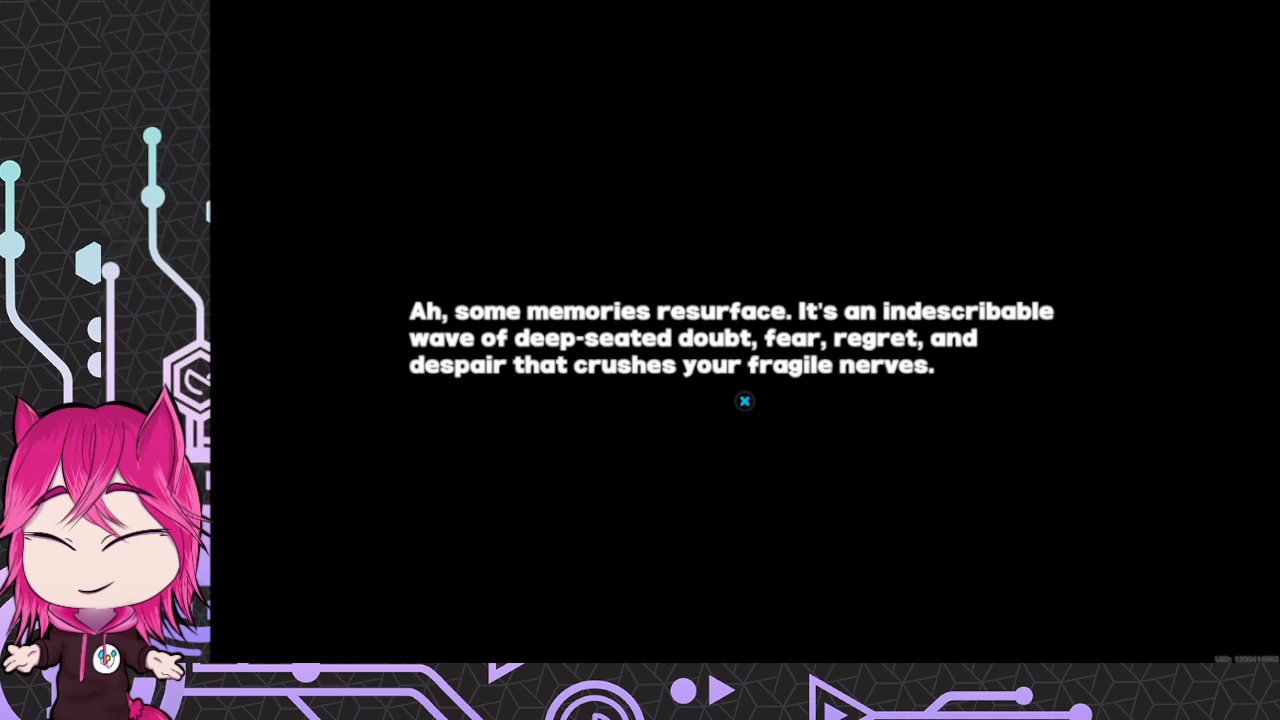 Ah, some memories resurface. It's an indescribable
wave of deep-seated doubt, fear, regret, and
despair that crushes your fragile nerves.